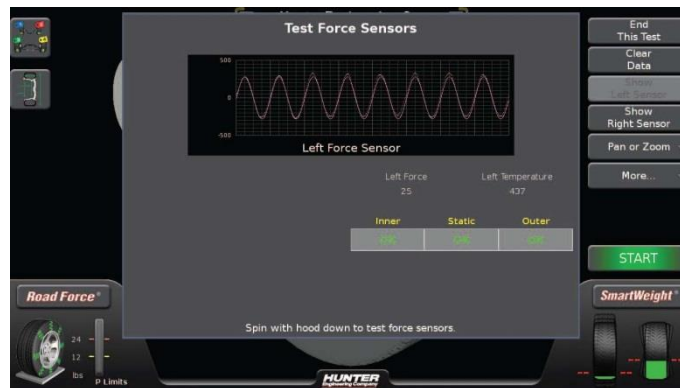 Test Force Sensors
500
0
-500
Left Force Sensor
Left Force
Left Temperature
25
437
Inner
Static
Outer
OK
OK
OK
Spin with hood down to test force sensors.
End
This Test
Clear
Data
Show
Left Sensor
Show
Right Sensor
Pan or Zoom
More...
START
Road Force®
24
12
lbs
P Limits
HUNTER
Engineering Company
SmartWeight®